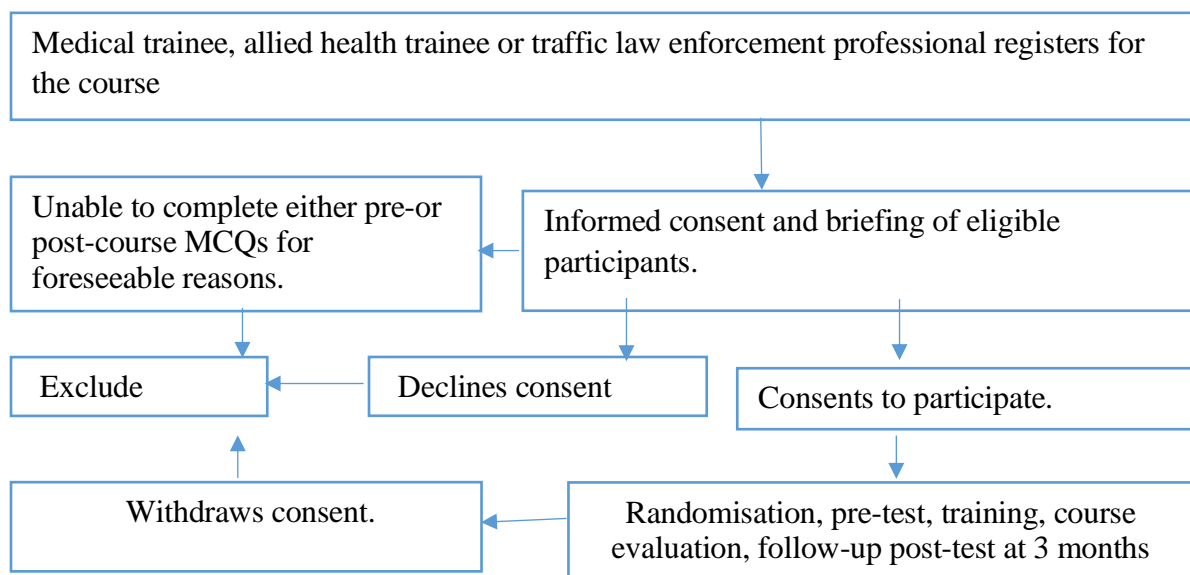 Medical trainee, allied health trainee or traffic law enforcement professional registers for
the course
Unable to complete either pre-or
post-course MCQs for
foreseeable reasons.
Informed consent and briefing of eligible
participants.
Exclude
Declines consent
Consents to participate.
Withdraws consent.
Randomisation, pre-test, training, course
evaluation, follow-up post-test at 3 months